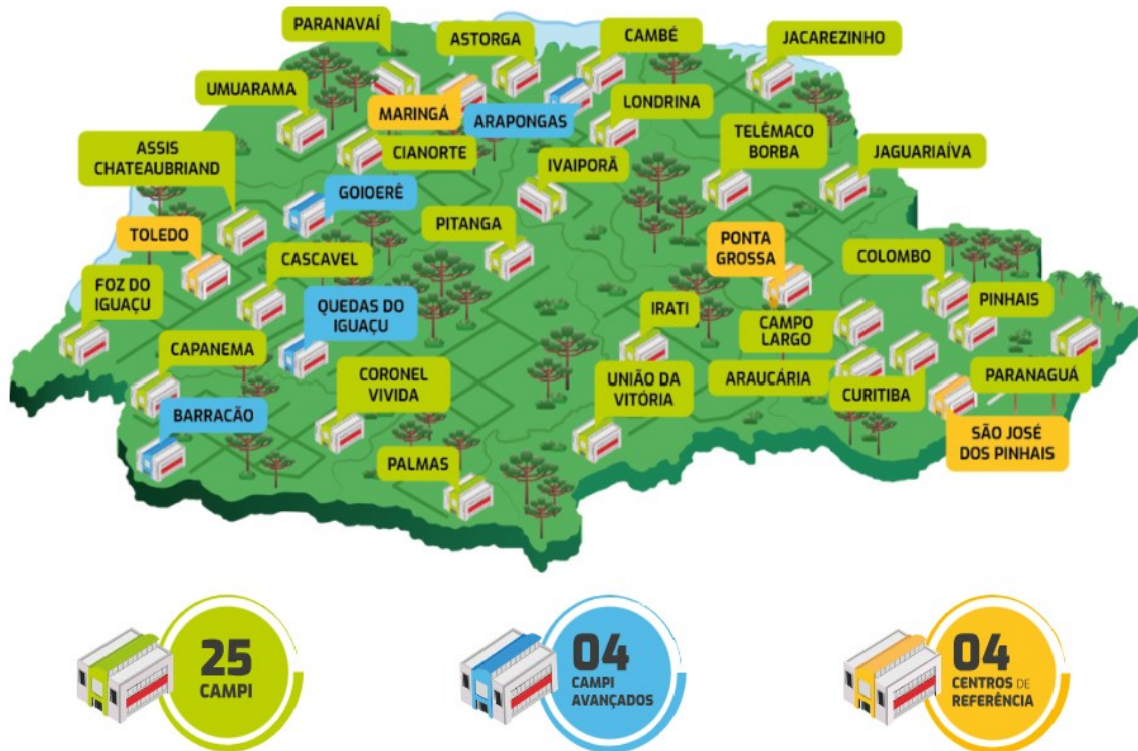 PARANAVAÍ
ASTORGA
CAMBÉ
JACAREZINHO
UMUARAMA
MARINGÁ
ARAPONGAS
LONDRINA
ASSIS
CHATEAUBRIAND
CIANORTE
IVAIPORÃ
TELÊMACO
BORBA
JAGUARIAÍVA
GOIOERÊ
TOLEDO
PITANGA
PONTA
GROSSA
COLOMBO
CASCAVEL
FOZ DO
IGUAÇU
QUEDAS DO
IGUAÇU
IRATI
CAMPO
LARGO
PINHAIS
CAPANEMA
CORONEL
VIVIDA
UNIÃO DA
VITÓRIA
ARAUCÁRIA
CURITIBA
PARANAGUÁ
BARRACÃO
PALMAS
SÃO JOSÉ
DOS PINHAIS
25
CAMPI
04
CAMPI
AVANÇADOS
04
CENTROS DE
REFERÊNCIA